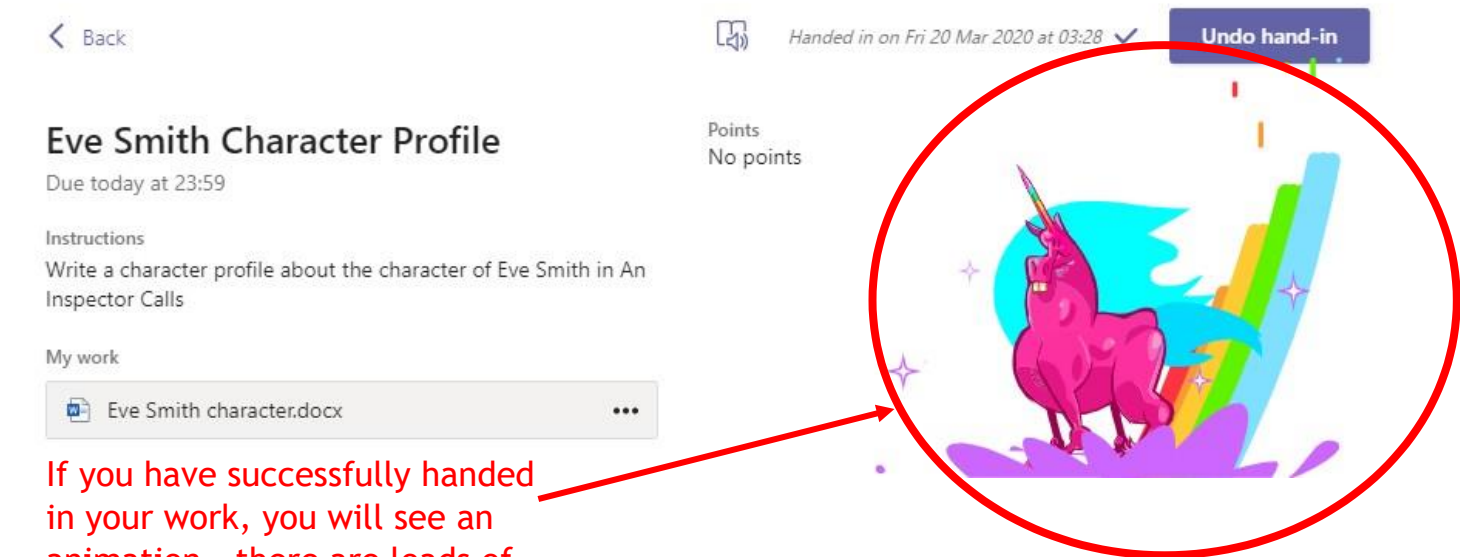 Back
Handed in on Fri 20 Mar 2020 at 03:28
Undo hand-in
Eve Smith Character Profile
Due today at 23:59
Points
No points
Instructions
Write a character profile about the character of Eve Smith in An
Inspector Calls
My work
Eve Smith character.docx
If you have successfully handed
in your work, you will see an